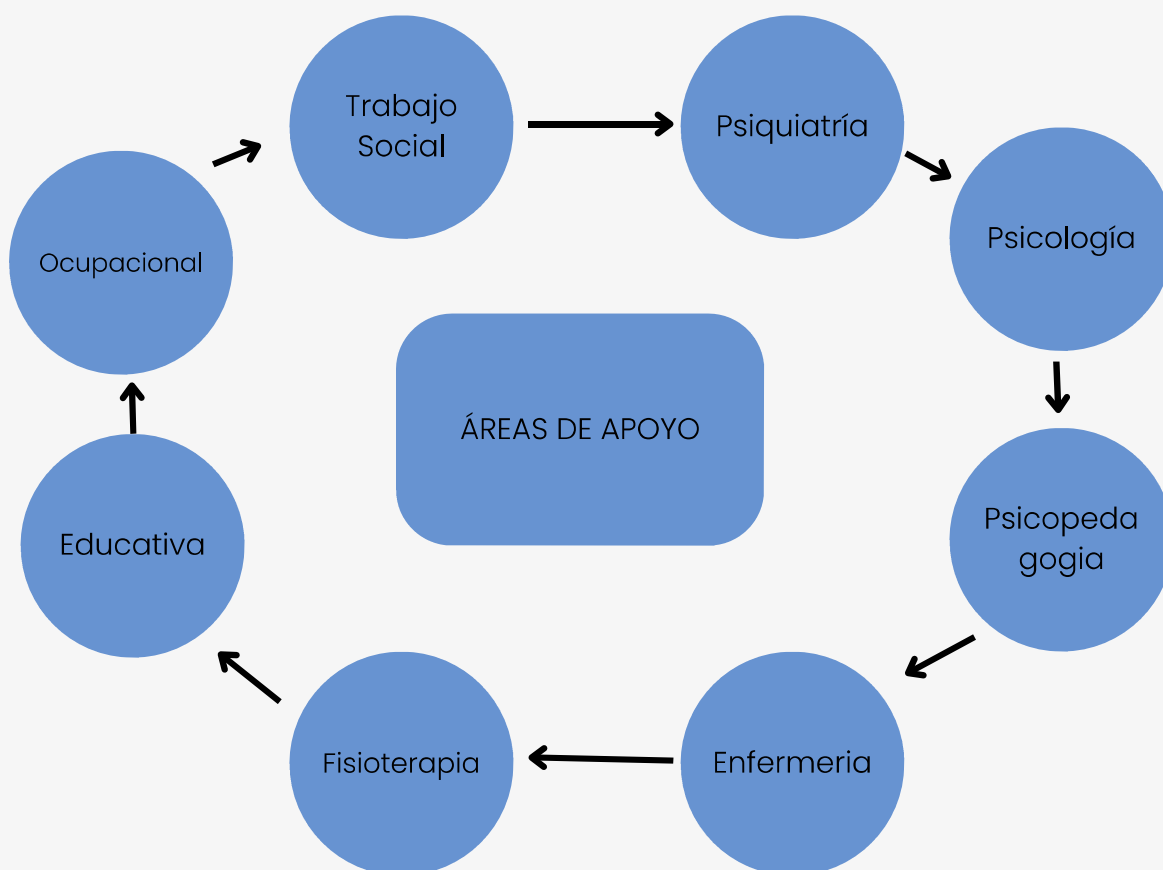 Trabajo
Social
Psiquiatría
Psicología
Ocupacional
ÁREAS DE APOYO
Psicopeda
gogia
Educativa
Fisioterapia
Enfermeria